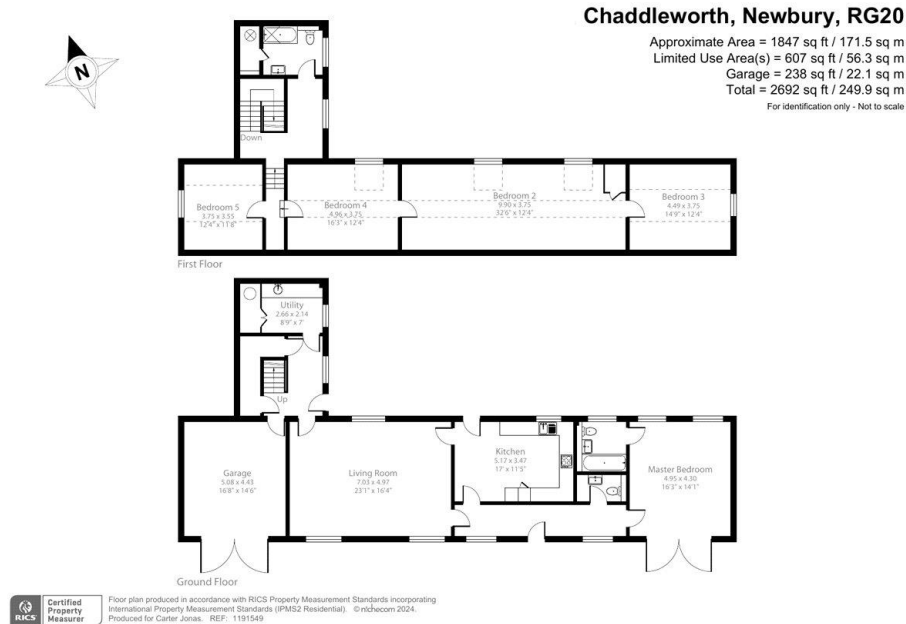 Chaddleworth, Newbury, RG20
Approximate Area = 1847 sq ft / 171.5 sq m
Limited Use Area(s) = 607 sq ft / 56.3 sq m
Garage = 238 sq ft / 22.1 sq m
Total = 2692 sq ft / 249.9 sq m
For identification only - Not to scale
N
Down
Bedroom 5
3.75 x 3.55
12'4" x 11'8"
Bedroom 4
4.96 x 3.75
16'3" x 12'4"
Bedroom 2
9.90 x 3.75
32'6" x 12'4"
Bedroom 3
4.49 x 3.75
14'9" x 12'4"
First Floor
Utility
2.66 x 2.14
8'9" x 7'
Up
Garage
5.08 x 4.43
16'8" x 14'6"
Living Room
7.03 x 4.97
23'1" x 16'4"
Kitchen
5.17 x 3.47
17' x 11'5"
Master Bedroom
4.95 x 4.30
16'3" x 14'1"
Ground Floor
RICS
Certified
Property
Measurer
Floor plan produced in accordance with RICS Property Measurement Standards incorporating
International Property Measurement Standards (IPMS2 Residential). © nichecom 2024.
Produced for Carter Jonas. REF: 1191549